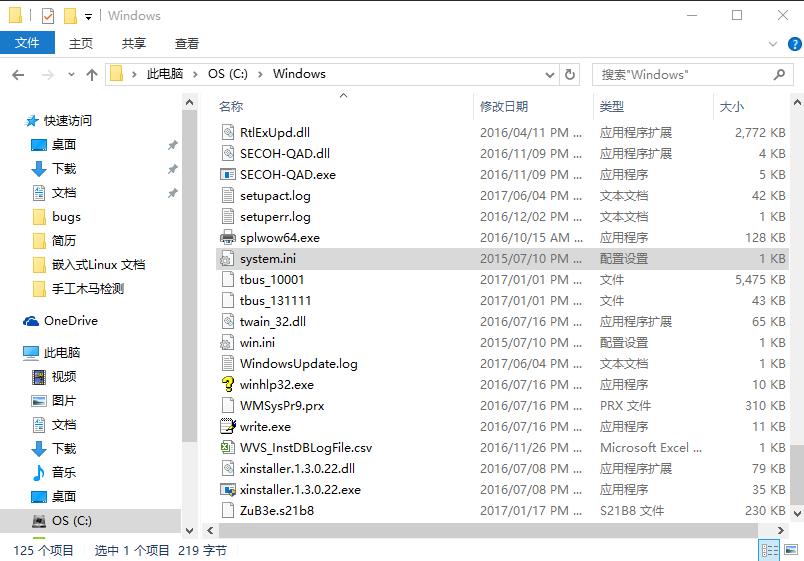 Windows
文件 主页 共享 查看
此电脑 OS (C:) Windows 搜索"Windows"
名称 修改日期 类型 大小
快速访问
桌面
下载
文档
bugs
简历
嵌入式Linux 文档
手工木马检测
OneDrive
此电脑
视频
图片
文档
下载
音乐
桌面
OS (C:)
RtlExUpd.dll 2016/04/11 PM ... 应用程序扩展 2,772 KB
SECOH-QAD.dll 2016/11/09 PM ... 应用程序扩展 4 KB
SECOH-QAD.exe 2016/11/09 PM ... 应用程序 5 KB
setupact.log 2017/06/04 PM ... 文本文档 42 KB
setuperr.log 2016/12/02 PM ... 文本文档 1 KB
splwow64.exe 2016/10/15 AM ... 应用程序 128 KB
system.ini 2015/07/10 PM ... 配置设置 1 KB
tbus_10001 2017/01/01 PM ... 文件 5,475 KB
tbus_131111 2017/01/01 PM ... 文件 43 KB
twain_32.dll 2016/07/16 PM ... 应用程序扩展 65 KB
win.ini 2015/07/10 PM ... 配置设置 1 KB
WindowsUpdate.log 2017/06/04 PM ... 文本文档 1 KB
winhlp32.exe 2016/07/16 PM ... 应用程序 10 KB
WMSysPr9.prx 2016/07/16 PM ... PRX 文件 310 KB
write.exe 2016/07/16 PM ... 应用程序 11 KB
WVS_InstDBLogFile.csv 2016/11/26 PM ... Microsoft Excel ... 1 KB
xinstaller.1.3.0.22.dll 2016/07/08 PM ... 应用程序扩展 79 KB
xinstaller.1.3.0.22.exe 2016/07/08 PM ... 应用程序 35 KB
ZuB3e.s21b8 2017/01/17 PM ... S21B8 文件 230 KB
125 个项目 选中 1 个项目 219 字节